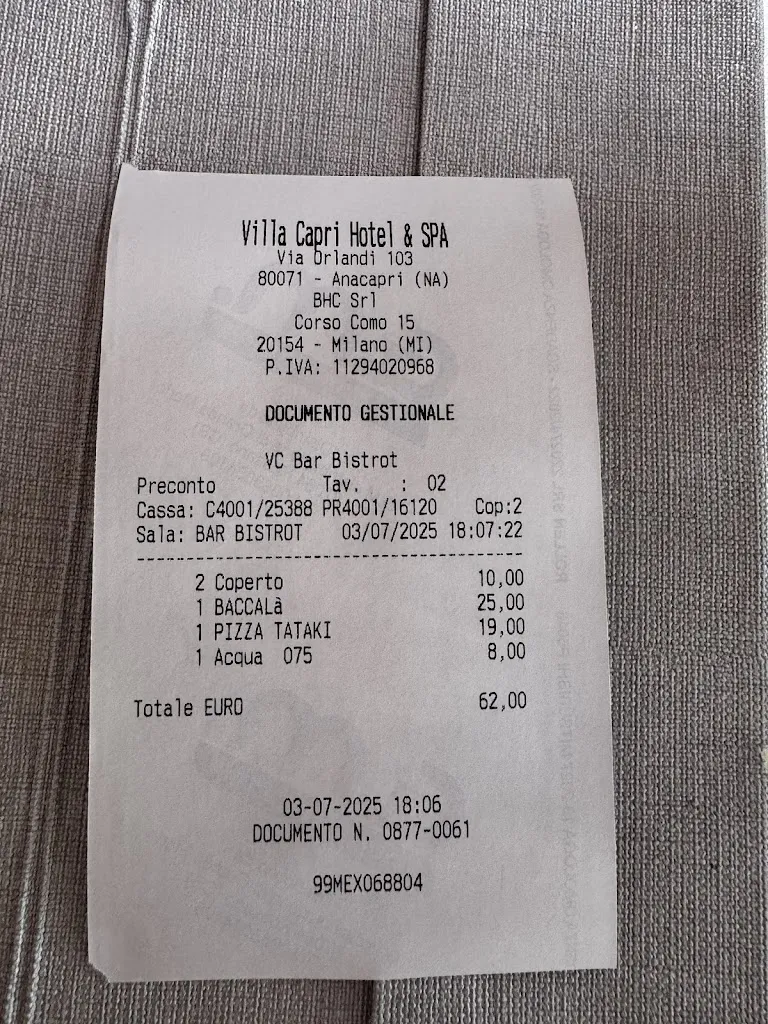 Villa Capri Hotel & SPA
Via Orlandi 103
80071 - Anacapri (NA)
BHC Srl
Corso Como 15
20154 - Milano (MI)
P.IVA: 11294020968
DOCUMENTO GESTIONALE
VC Bar Bistrot
Preconto Tav. : 02
Cassa: C4001/25388 PR4001/16120 Cop:2
Sala: BAR BISTROT 03/07/2025 18:07:22
2 Coperto 10,00
1 BACCALà 25,00
1 PIZZA TATAKI 19,00
1 Acqua 075 8,00
Totale EURO 62,00
03-07-2025 18:06
DOCUMENTO N. 0877-0061
99MEX068804